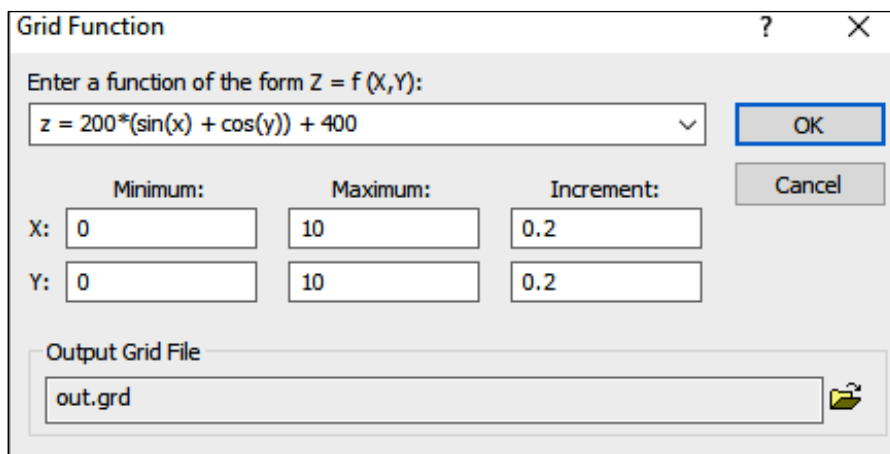 Grid Function ?
Enter a function of the form Z = f (X,Y):
z = 200*(sin(x) + cos(y)) + 400
OK
Cancel
Minimum: Maximum: Increment:
X: 0 10 0.2
Y: 0 10 0.2
Output Grid File
out.grd